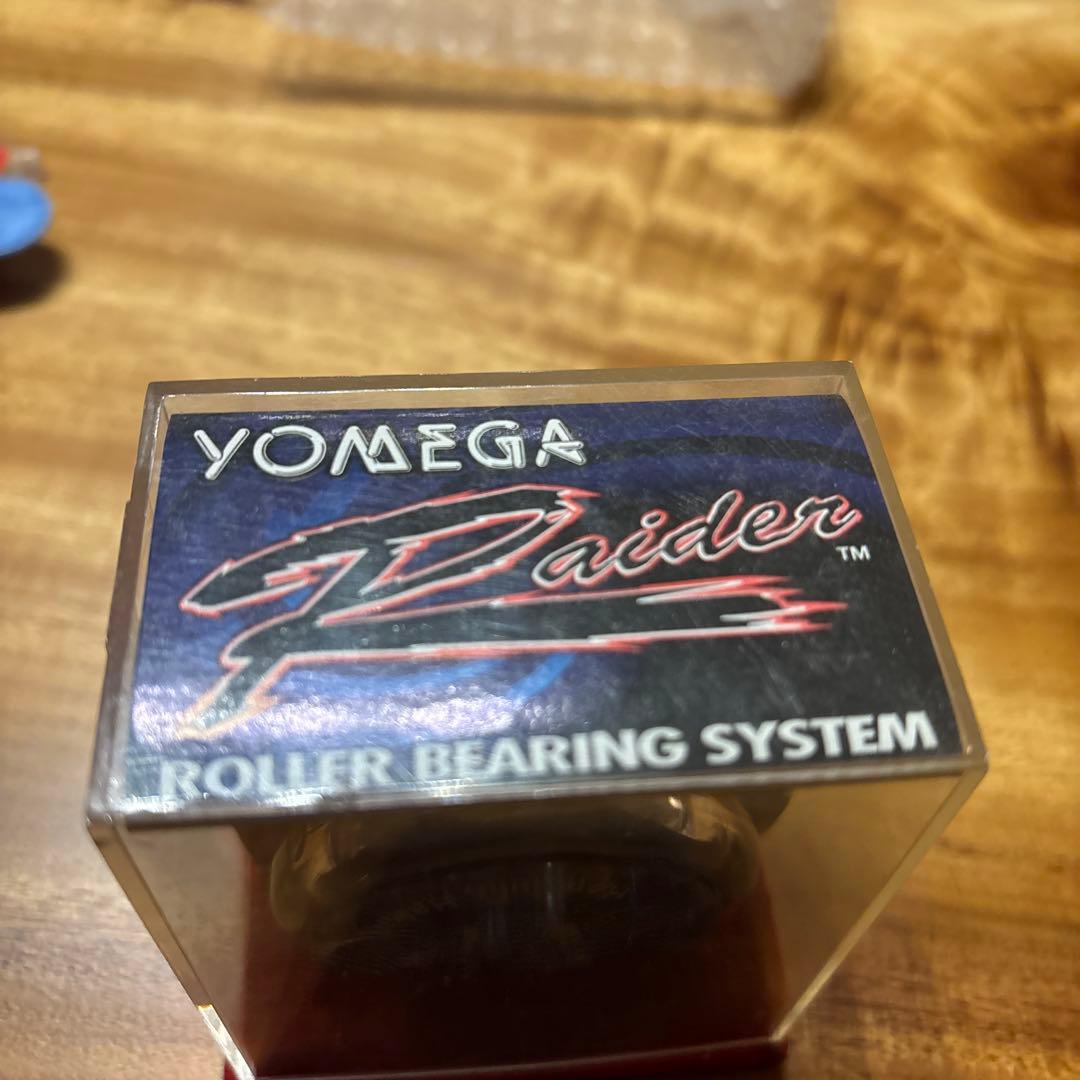 YOMEGA
Raider™
ROLLER BEARING SYSTEM